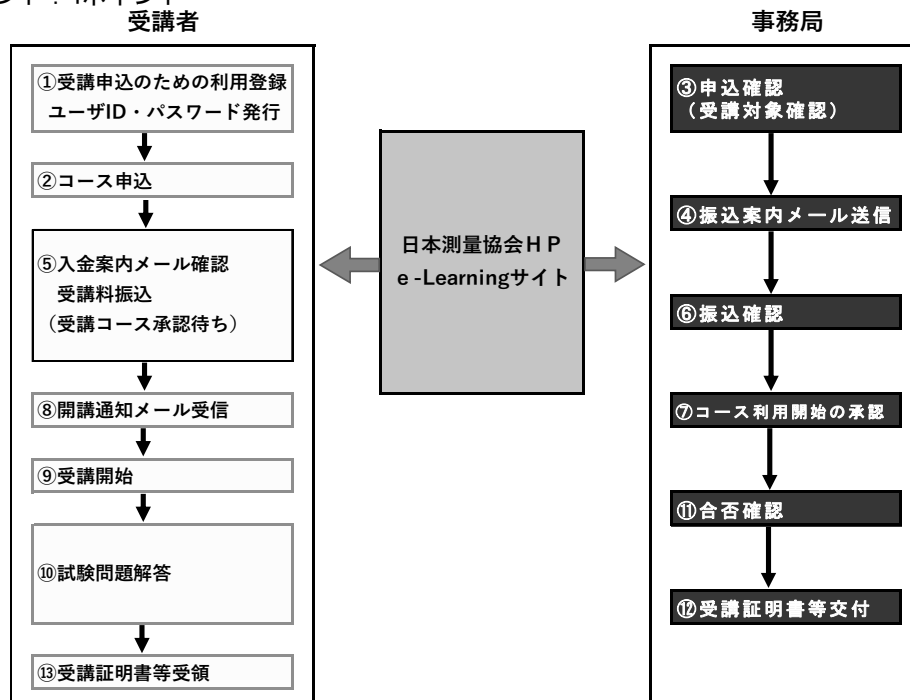 受講者
①受講申込のための利用登録
ユーザID・パスワード発行
②コース申込
⑤入金案内メール確認
受講料振込
（受講コース承認待ち）
⑧開講通知メール受信
⑨受講開始
⑩試験問題解答
⑬受講証明書等受領
日本測量協会ＨＰ
ｅ-Learningサイト
事務局
③申込確認
（受講対象確認）
④振込案内メール送信
⑥振込確認
⑦コース利用開始の承認
⑪合否確認
⑫受講証明書等交付